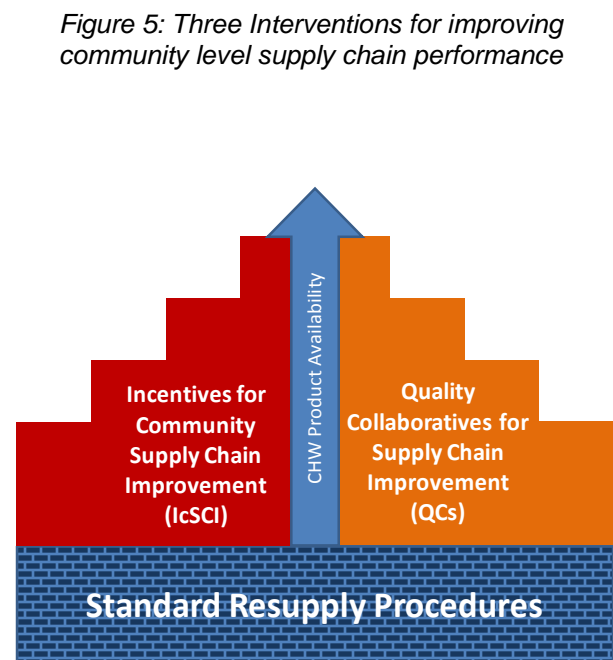 Figure 5: Three Interventions for improving
community level supply chain performance
Incentives for
Community
Supply Chain
Improvement
(IcSCI)
CHW Product Availability
Quality
Collaboratives for
Supply Chain
Improvement
(QCs)
Standard Resupply Procedures